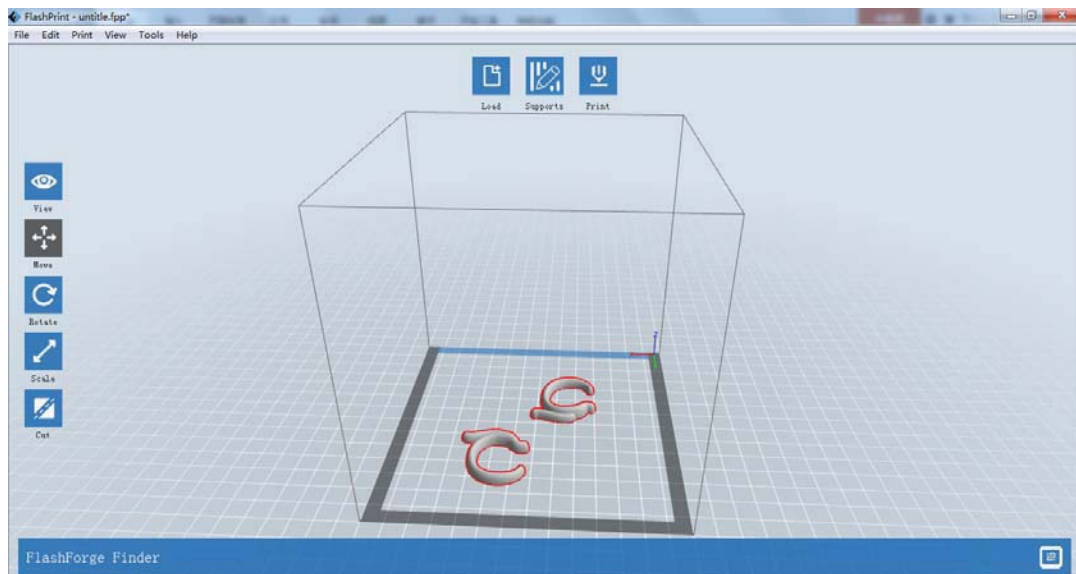 FlashPrint - untitle.fpp*
File Edit Print View Tools Help
Load Supports Print
View
Move
Rotate
Scale
Cut
Z
FlashForge Finder